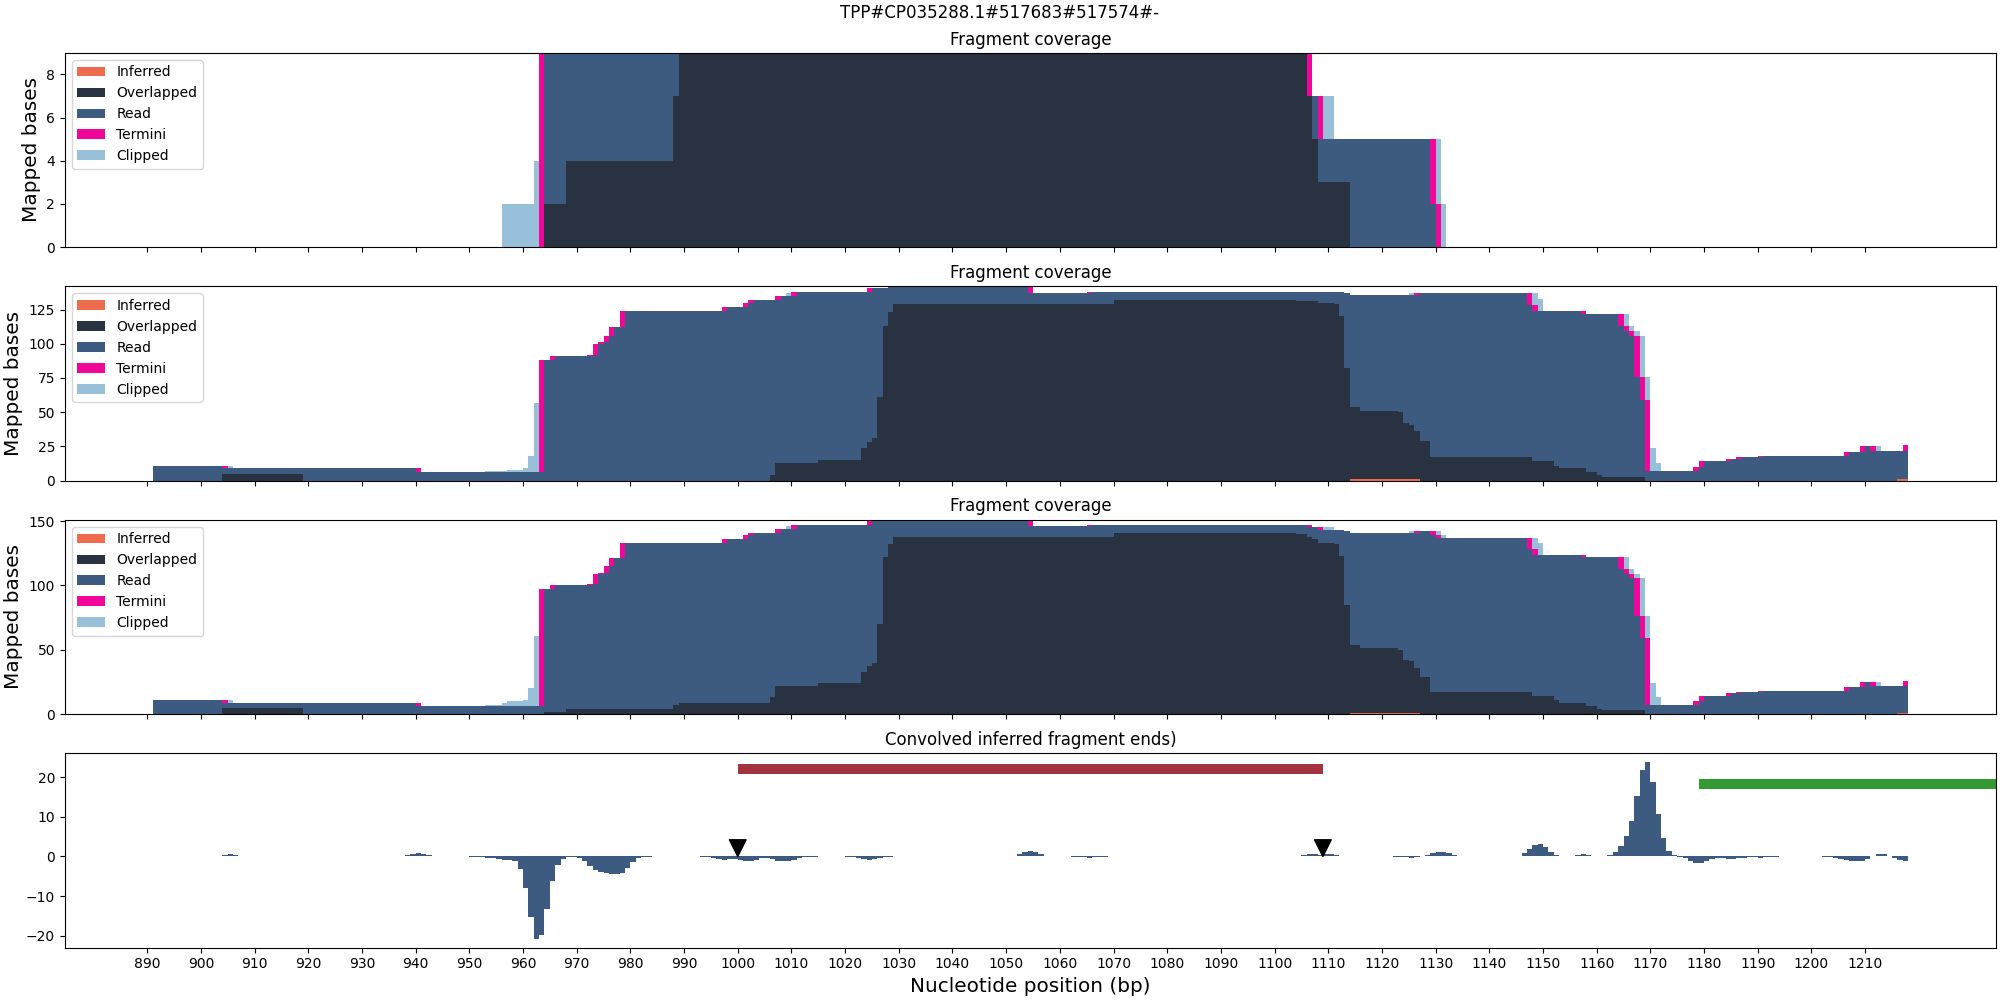 TPP#CP035288.1#517683#517574#-
Fragment coverage
Mapped bases
8
6
4
2
0
Inferred
Overlapped
Read
Termini
Clipped
Fragment coverage
Mapped bases
125
100
75
50
25
0
Inferred
Overlapped
Read
Termini
Clipped
Fragment coverage
Mapped bases
150
100
50
0
Inferred
Overlapped
Read
Termini
Clipped
Convolved inferred fragment ends)
20
10
0
−10
−20
890 900 910 920 930 940 950 960 970 980 990 1000 1010 1020 1030 1040 1050 1060 1070 1080 1090 1100 1110 1120 1130 1140 1150 1160 1170 1180 1190 1200 1210
Nucleotide position (bp)